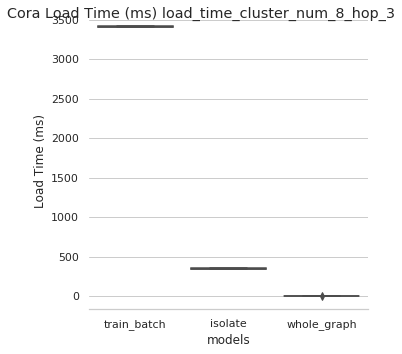 Cora Load Time (ms) load_time_cluster_num_8_hop_3
3500
3000
2500
2000
1500
1000
500
0
Load Time (ms)
train_batch isolate whole_graph
models